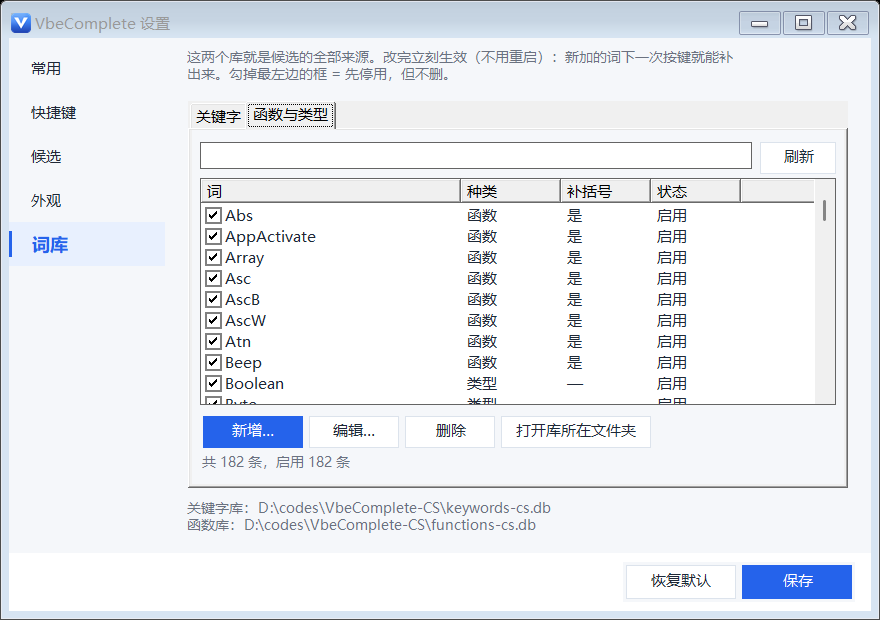 VbeComplete 设置
常用
快捷键
候选
外观
词库
这两个库就是候选的全部来源。改完立刻生效（不用重启）：新加的词下一次按键就能补
出来。勾掉最左边的框 = 先停用，但不删。
关键字 函数与类型
刷新
词 种类 补括号 状态
Abs 函数 是 启用
AppActivate 函数 是 启用
Array 函数 是 启用
Asc 函数 是 启用
AscB 函数 是 启用
AscW 函数 是 启用
Atn 函数 是 启用
Beep 函数 是 启用
Boolean 类型 — 启用
Byte 类型 启用
新增... 编辑... 删除 打开库所在文件夹
共 182 条，启用 182 条
关键字库：D:\codes\VbeComplete-CS\keywords-cs.db
函数库：D:\codes\VbeComplete-CS\functions-cs.db
恢复默认 保存